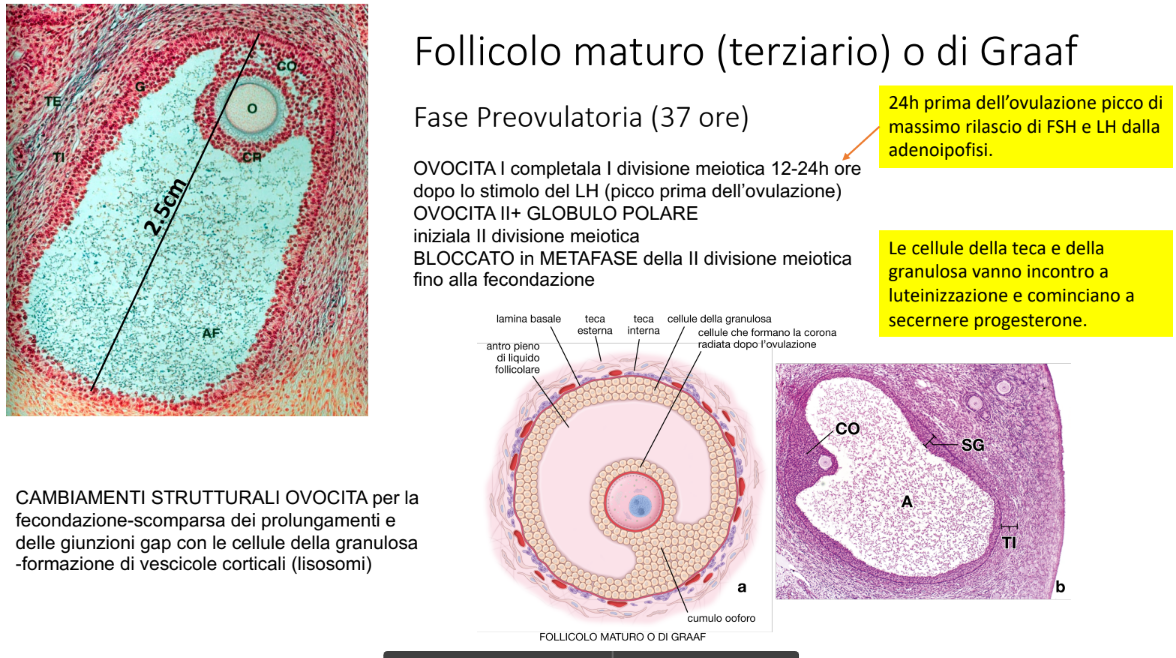 Follicolo maturo (terziario) o di Graaf
Fase Preovulatoria (37 ore)
24h prima dell’ovulazione picco di
massimo rilascio di FSH e LH dalla
adenoipofisi.
OVOCITA I completala I divisione meiotica 12-24h ore
dopo lo stimolo del LH (picco prima dell’ovulazione)
OVOCITA II+ GLOBULO POLARE
iniziala II divisione meiotica
BLOCCATO in METAFASE della II divisione meiotica
fino alla fecondazione
Le cellule della teca e della
granulosa vanno incontro a
luteinizzazione e cominciano a
secernere progesterone.
TE
TI
G
CO
O
CR
2.5cm
AF
lamina basale
teca
esterna
teca
interna
cellule della granulosa
cellule che formano la corona
radiata dopo l’ovulazione
antro pieno
di liquido
follicolare
cumulo ooforo
a
FOLLICOLO MATURO O DI GRAAF
CO
SG
A
TI
b
CAMBIAMENTI STRUTTURALI OVOCITA per la
fecondazione-scomparsa dei prolungamenti e
delle giunzioni gap con le cellule della granulosa
-formazione di vescicole corticali (lisosomi)